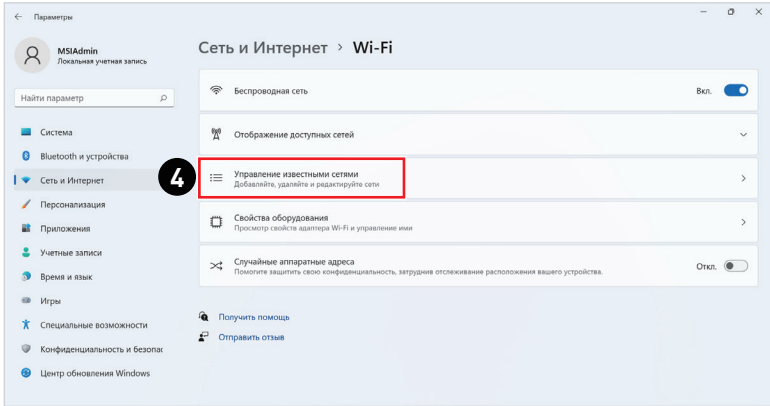 Параметры
MSIAdmin
Локальная учетная запись
Найти параметр
Система
Bluetooth и устройства
Сеть и Интернет
Персонализация
Приложения
Учетные записи
Время и язык
Игры
Специальные возможности
Конфиденциальность и безопас
Центр обновления Windows
Сеть и Интернет › Wi-Fi
Беспроводная сеть Вкл.
Отображение доступных сетей
4
Управление известными сетями
Добавляйте, удаляйте и редактируйте сети
Свойства оборудования
Просмотр свойств адаптера Wi-Fi и управление ими
Случайные аппаратные адреса Откл.
Помогите защитить свою конфиденциальность, затруднив отслеживание расположения вашего устройства.
Получить помощь
Отправить отзыв